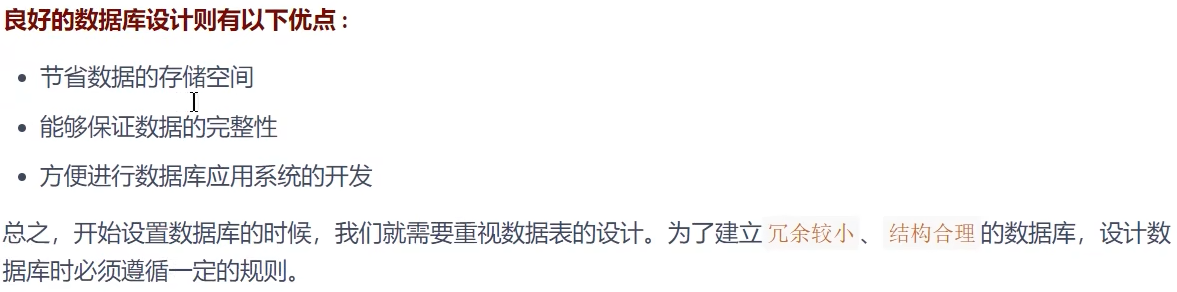 良好的数据库设计则有以下优点：
节省数据的存储空间
能够保证数据的完整性
方便进行数据库应用系统的开发
总之，开始设置数据库的时候，我们就需要重视数据表的设计。为了建立 冗余较小 、 结构合理 的数据库，设计数
据库时必须遵循一定的规则。